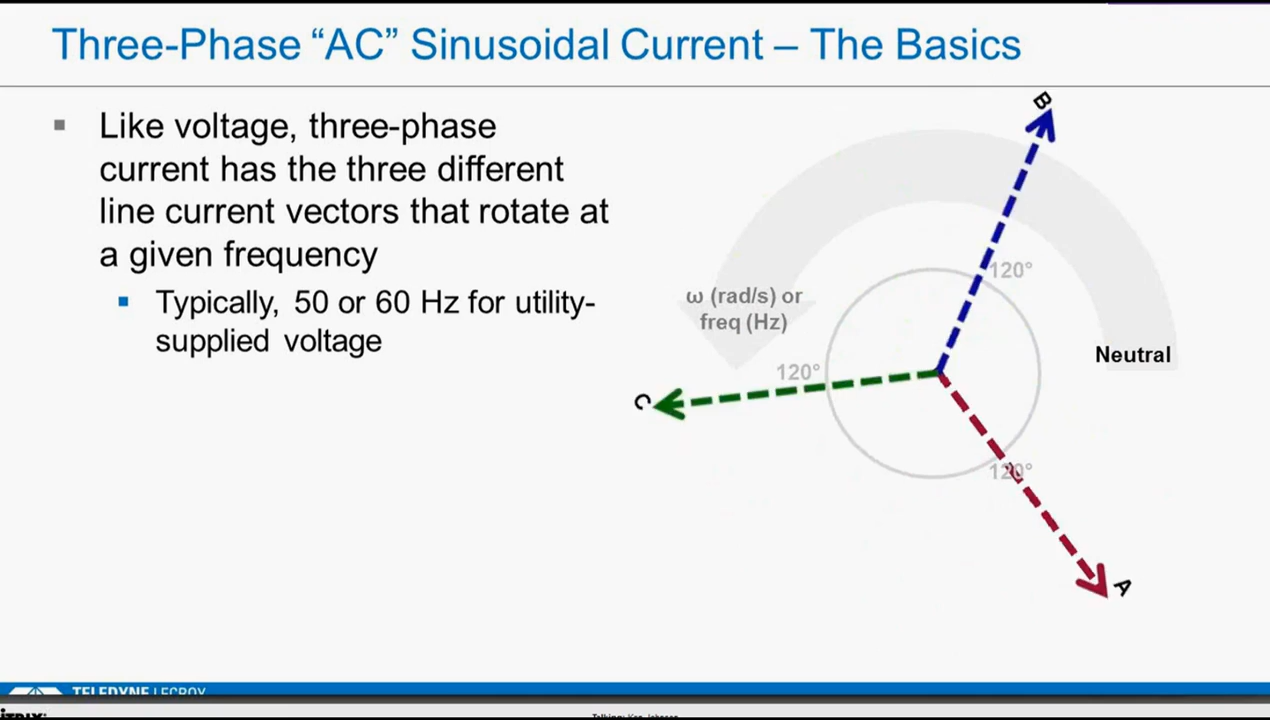 Three-Phase “AC” Sinusoidal Current – The Basics
Like voltage, three-phase
current has the three different
line current vectors that rotate at
a given frequency
Typically, 50 or 60 Hz for utility-
supplied voltage
B
120°
ω (rad/s) or
freq (Hz)
Neutral
120°
C
120°
A
TELEDYNE LECROY